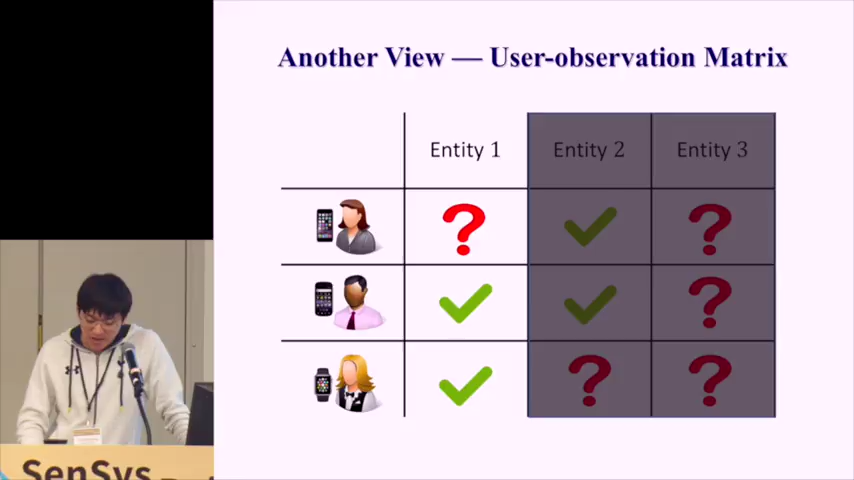 Another View — User-observation Matrix
Entity 1 Entity 2 Entity 3
SenSys